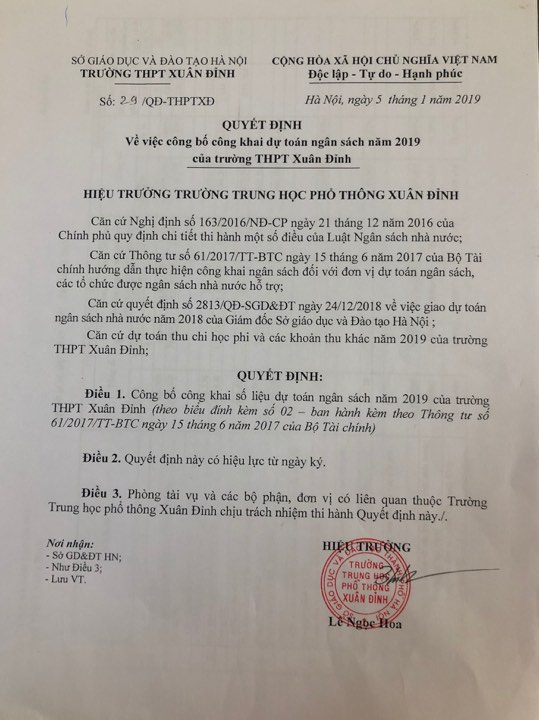 SỞ GIÁO DỤC VÀ ĐÀO TẠO HÀ NỘI
TRƯỜNG THPT XUÂN ĐỈNH
CỘNG HÒA XÃ HỘI CHỦ NGHĨA VIỆT NAM
Độc lập - Tự do - Hạnh phúc
Số: 29 /QĐ-THPTXĐ
Hà Nội, ngày 5 tháng 1 năm 2019
QUYẾT ĐỊNH
Về việc công bố công khai dự toán ngân sách năm 2019
của trường THPT Xuân Đỉnh
HIỆU TRƯỞNG TRƯỜNG TRUNG HỌC PHỔ THÔNG XUÂN ĐỈNH
Căn cứ Nghị định số 163/2016/NĐ-CP ngày 21 tháng 12 năm 2016 của
Chính phủ quy định chi tiết thi hành một số điều của Luật Ngân sách nhà nước;
Căn cứ Thông tư số 61/2017/TT-BTC ngày 15 tháng 6 năm 2017 của Bộ Tài
chính hướng dẫn thực hiện công khai ngân sách đối với đơn vị dự toán ngân sách,
các tổ chức được ngân sách nhà nước hỗ trợ;
Căn cứ quyết định số 2813/QĐ-SGD&ĐT ngày 24/12/2018 về việc giao dự toán
ngân sách nhà nước năm 2018 của Giám đốc Sở giáo dục và Đào tạo Hà Nội ;
Căn cứ dự toán thu chi học phí và các khoản thu khác năm 2019 của trường
THPT Xuân Đỉnh;
QUYẾT ĐỊNH:
Điều 1. Công bố công khai số liệu dự toán ngân sách năm 2019 của trường
THPT Xuân Đỉnh (theo biểu đính kèm số 02 – ban hành kèm theo Thông tư số
61/2017/TT-BTC ngày 15 tháng 6 năm 2017 của Bộ Tài chính)
Điều 2. Quyết định này có hiệu lực từ ngày ký.
Điều 3. Phòng tài vụ và các bộ phận, đơn vị có liên quan thuộc Trường
Trung học phổ thông Xuân Đỉnh chịu trách nhiệm thi hành Quyết định này./.
Nơi nhận:
- Sở GD&ĐT HN;
- Như Điều 3;
- Lưu VT.
HIỆU TRƯỞNG
TRƯỜNG
TRUNG HỌC
PHỔ THÔNG
XUÂN ĐỈNH
SỞ GIÁO DỤC VÀ ĐÀO TẠO THÀNH PHỐ HÀ NỘI
Lê Ngọc Hoa